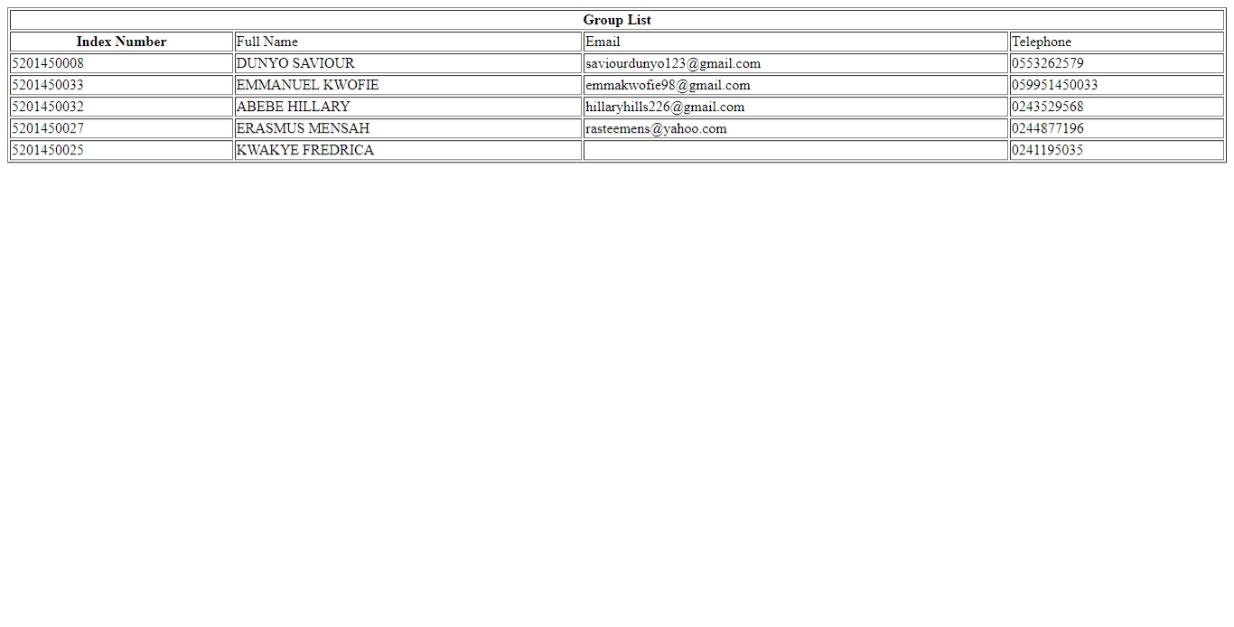 Group List
Index Number Full Name Email Telephone
5201450008 DUNYO SAVIOUR saviourdunyo123@gmail.com 0553262579
5201450033 EMMANUEL KWOFIE emmakwofie98@gmail.com 059951450033
5201450032 ABEBE HILLARY hillaryhills226@gmail.com 0243529568
5201450027 ERASMUS MENSAH rasteemens@yahoo.com 0244877196
5201450025 KWAKYE FREDRICA 0241195035